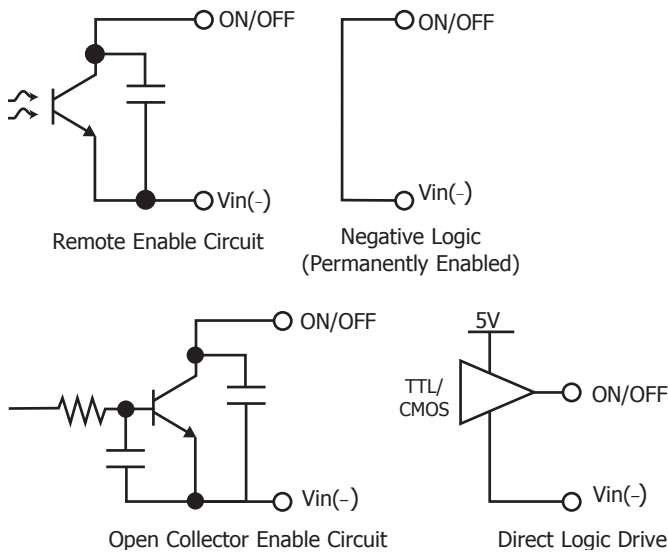 ON/OFF
Vin(-)
Remote Enable Circuit
ON/OFF
Vin(-)
Negative Logic
(Permanently Enabled)
ON/OFF
Vin(-)
Open Collector Enable Circuit
5V
TTL/
CMOS
ON/OFF
Vin(-)
Direct Logic Drive